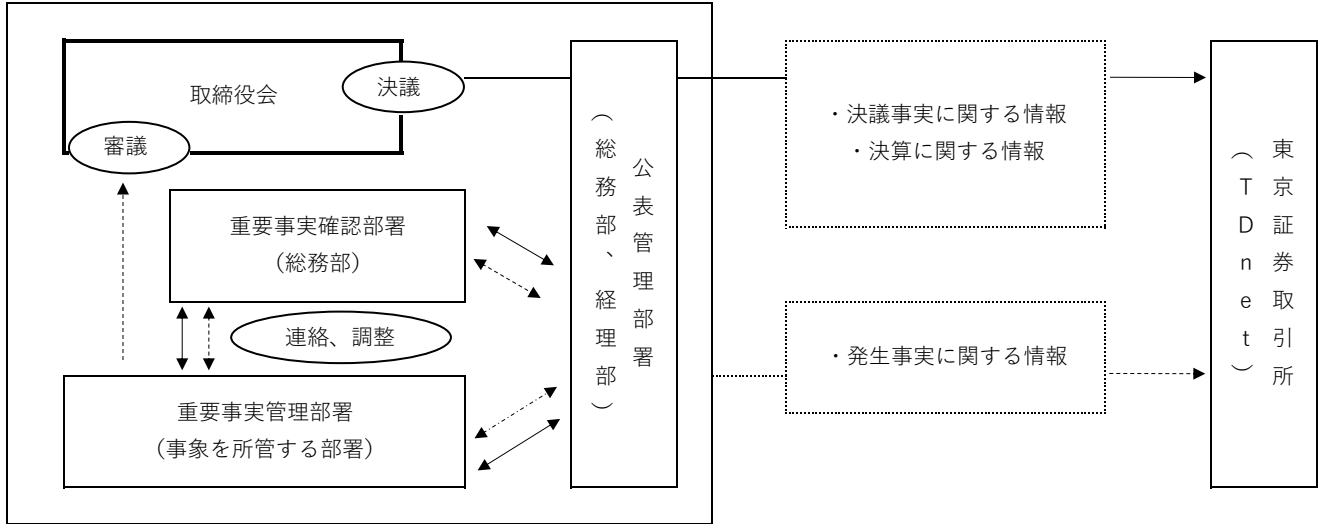 取締役会
決議
審議
重要事実確認部署
（総務部）
連絡、調整
重要事実管理部署
（事象を所管する部署）
公表管理部署
（総務部、経理部）
・決議事実に関する情報
・決算に関する情報
・発生事実に関する情報
東京証券取引所
（TDnet）